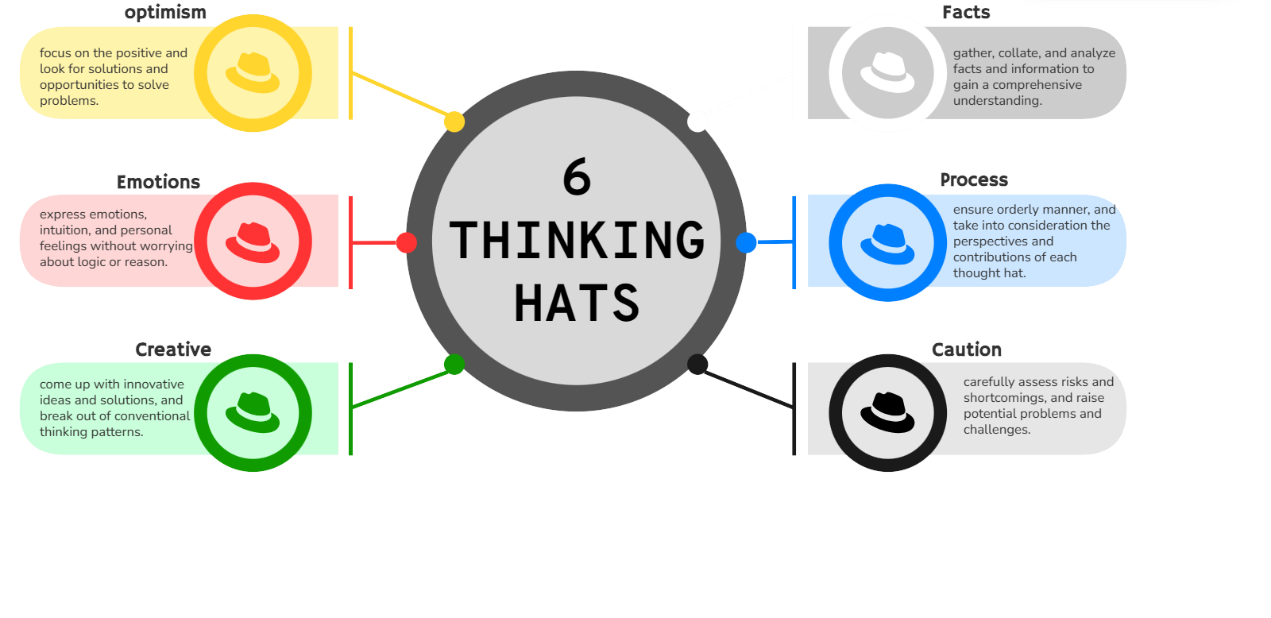 optimism
focus on the positive and
look for solutions and
opportunities to solve
problems.
Emotions
express emotions,
intuition, and personal
feelings without worrying
about logic or reason.
Creative
come up with innovative
ideas and solutions, and
break out of conventional
thinking patterns.
6
THINKING
HATS
Facts
gather, collate, and analyze
facts and information to
gain a comprehensive
understanding.
Process
ensure orderly manner, and
take into consideration the
perspectives and
contributions of each
thought hat.
Caution
carefully assess risks and
shortcomings, and raise
potential problems and
challenges.